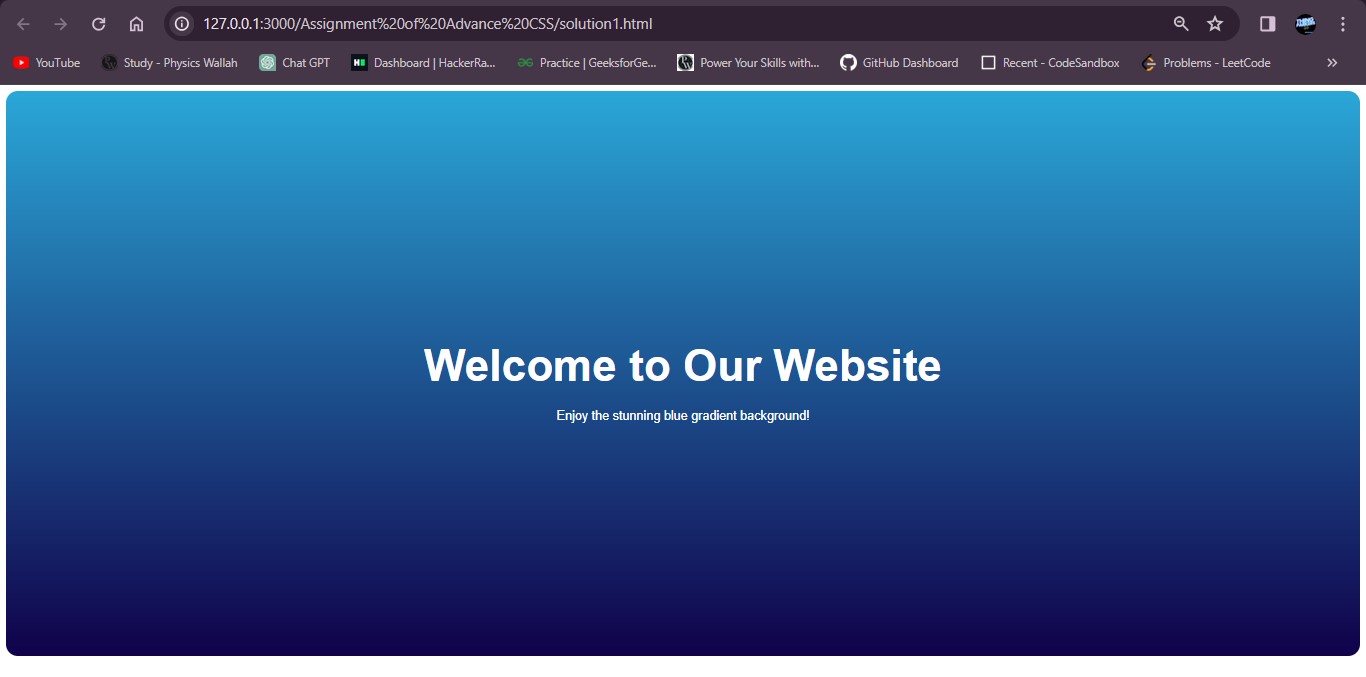 127.0.0.1:3000/Assignment%20of%20Advance%20CSS/solution1.html
YouTube Study - Physics Wallah Chat GPT Dashboard | HackerRa... Practice | GeeksforGe... Power Your Skills with... GitHub Dashboard Recent - CodeSandbox Problems - LeetCode
Welcome to Our Website
Enjoy the stunning blue gradient background!